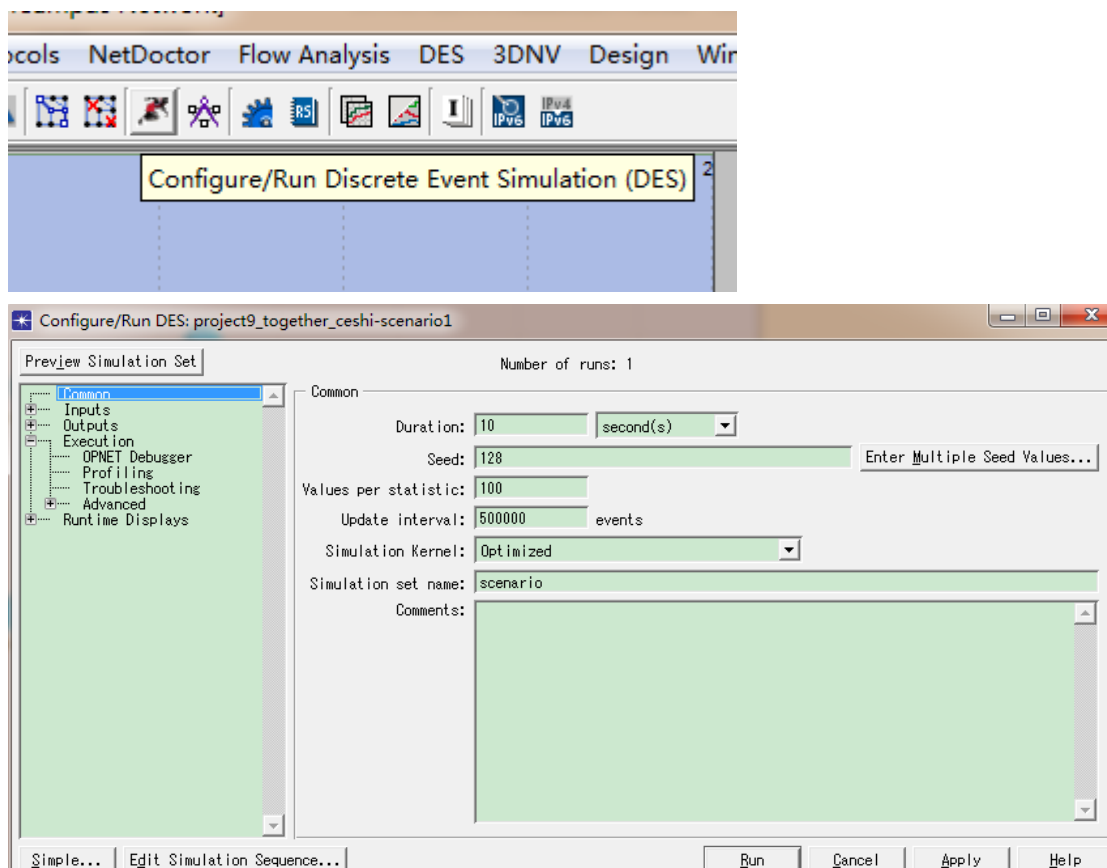 NetDoctor Flow Analysis DES 3DNV Design
RS IPv6 IPv4 IPv6
Configure/Run Discrete Event Simulation (DES)
2
Configure/Run DES: project9_together_ceshi-scenario1
Preview Simulation Set
Number of runs: 1
Common
Inputs
Outputs
Execution
OPNET Debugger
Profiling
Troubleshooting
Advanced
Runtime Displays
Common
Duration: 10 second(s)
Seed: 128 Enter Multiple Seed Values...
Values per statistic: 100
Update interval: 500000 events
Simulation Kernel: Optimized
Simulation set name: scenario
Comments:
Simple... Edit Simulation Sequence... Run Cancel Apply Help